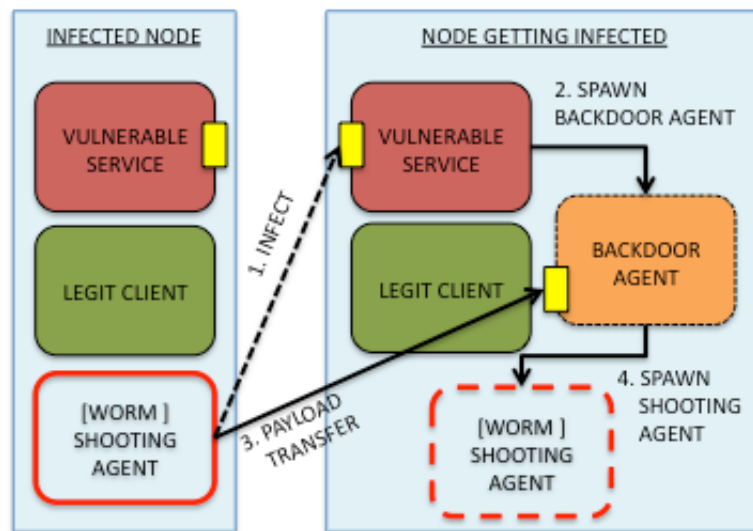 INFECTED NODE
VULNERABLE
SERVICE
LEGIT CLIENT
[WORM ]
SHOOTING
AGENT
1. INFECT
3. PAYLOAD
TRANSFER
NODE GETTING INFECTED
VULNERABLE
SERVICE
2. SPAWN
BACKDOOR AGENT
LEGIT CLIENT
BACKDOOR
AGENT
4. SPAWN
SHOOTING
AGENT
[WORM ]
SHOOTING
AGENT